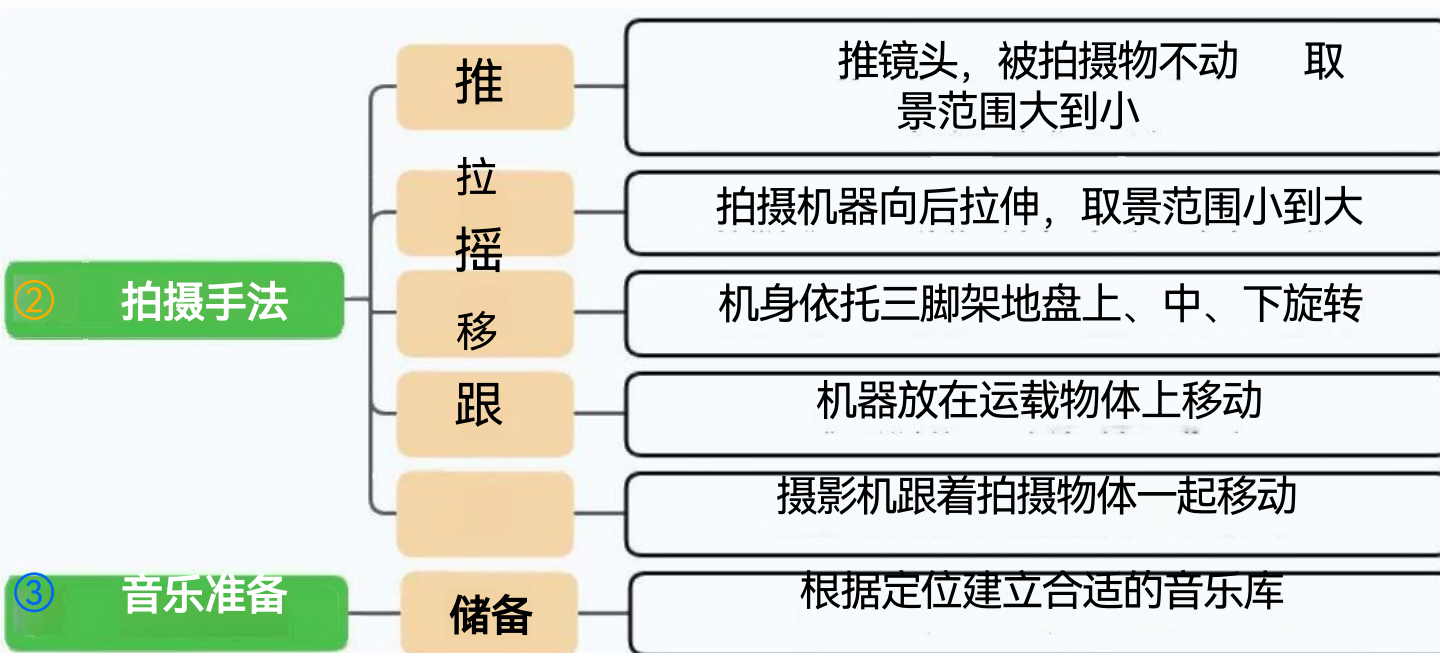 推
推镜头，被拍摄物不动 取
景范围大到小
拉
拍摄机器向后拉伸，取景范围小到大
摇
② 拍摄手法
机身依托三脚架地盘上、中、下旋转
移
跟
机器放在运载物体上移动
摄影机跟着拍摄物体一起移动
③ 音乐准备
储备
根据定位建立合适的音乐库